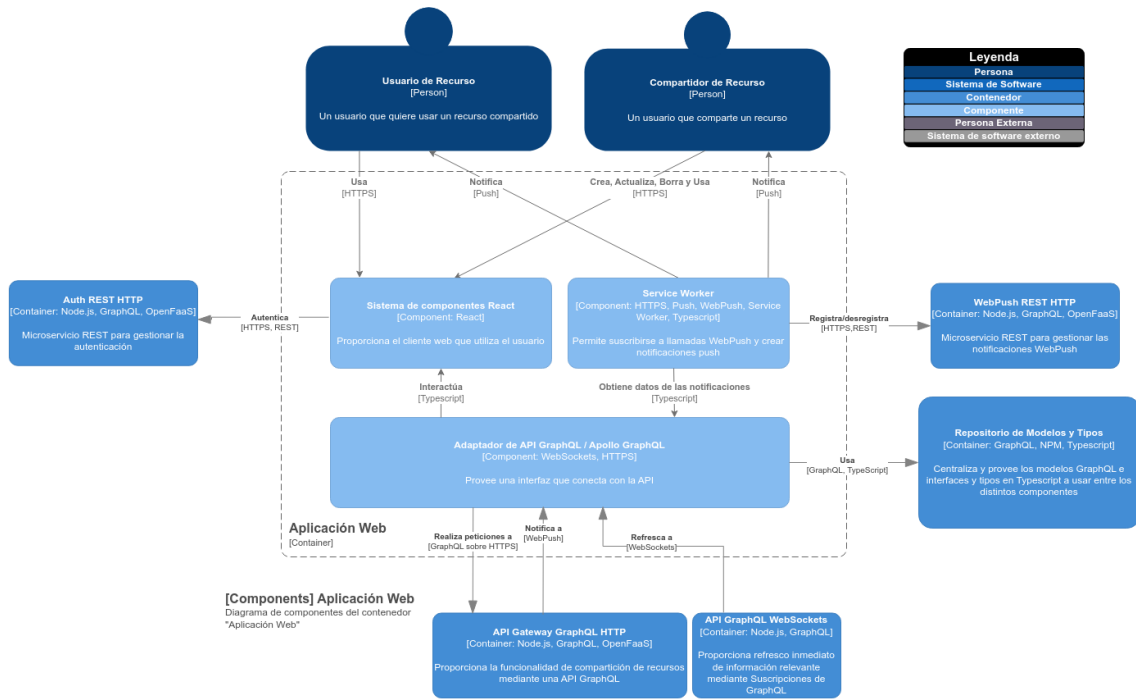 Usuario de Recurso
[Person]
Un usuario que quiere usar un recurso compartido
Compartidor de Recurso
[Person]
Un usuario que comparte un recurso
Leyenda
Persona
Sistema de Software
Contenedor
Componente
Persona Externa
Sistema de software externo
Usa
[HTTPS]
Notifica
[Push]
Crea, Actualiza, Borra y Usa
[HTTPS]
Notifica
[Push]
Auth REST HTTP
[Container: Node.js, GraphQL, OpenFaaS]
Microservicio REST para gestionar la
autenticación
Autentica
[HTTPS, REST]
Sistema de componentes React
[Component: React]
Proporciona el cliente web que utiliza el usuario
Service Worker
[Component: HTTPS, Push, WebPush, Service
Worker, Typescript]
Permite suscribirse a llamadas WebPush y crear
notificaciones push
Registra/desregistra
[HTTPS,REST]
WebPush REST HTTP
[Container: Node.js, GraphQL, OpenFaaS]
Microservicio REST para gestionar las
notificaciones WebPush
Interactúa
[Typescript]
Obtiene datos de las notificaciones
[Typescript]
Adaptador de API GraphQL / Apollo GraphQL
[Component: WebSockets, HTTPS]
Provee una interfaz que conecta con la API
Usa
[GraphQL, TypeScript]
Repositorio de Modelos y Tipos
[Container: GraphQL, NPM, Typescript]
Centraliza y provee los modelos GraphQL e
interfaces y tipos en Typescript a usar entre los
distintos componentes
Aplicación Web
[Container]
Realiza peticiones a
[GraphQL sobre HTTPS]
Notifica a
[WebPush]
Refresca a
[WebSockets]
[Components] Aplicación Web
Diagrama de componentes del contenedor
"Aplicación Web"
API Gateway GraphQL HTTP
[Container: Node.js, GraphQL, OpenFaaS]
Proporciona la funcionalidad de compartición de recursos
mediante una API GraphQL
API GraphQL WebSockets
[Container: Node.js, GraphQL]
Proporciona refresco inmediato
de información relevante
mediante Suscripciones de
GraphQL